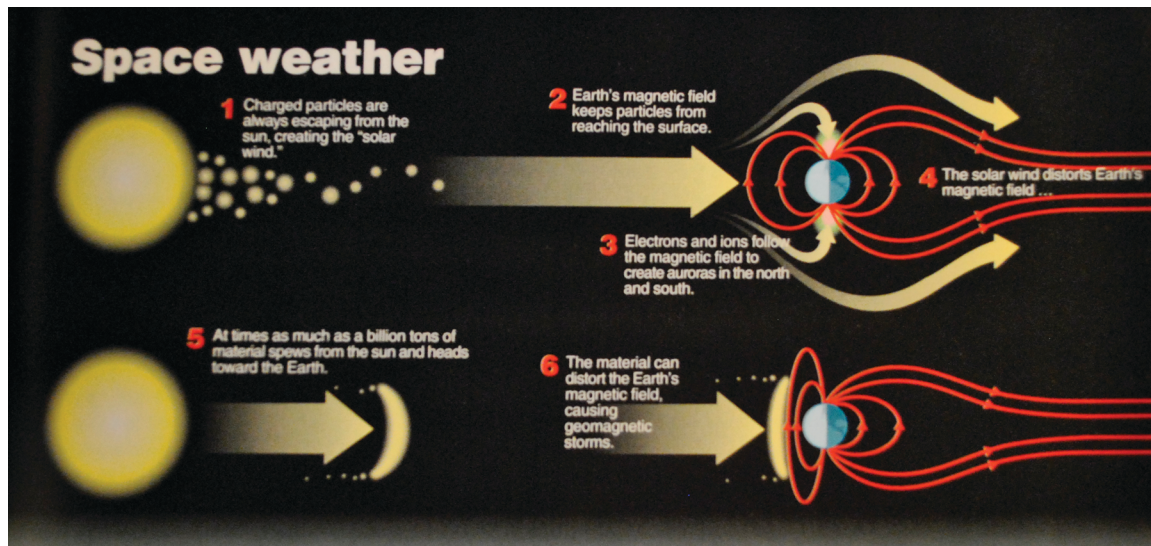 Space weather
1 Charged particles are
always escaping from the
sun, creating the "solar
wind."
2 Earth's magnetic field
keeps particles from
reaching the surface.
3 Electrons and ions follow
the magnetic field to
create auroras in the north
and south.
4 The solar wind distorts Earth's
magnetic field ...
5 At times as much as a billion tons of
material spews from the sun and heads
toward the Earth.
6 The material can
distort the Earth's
magnetic field,
causing
geomagnetic
storms.